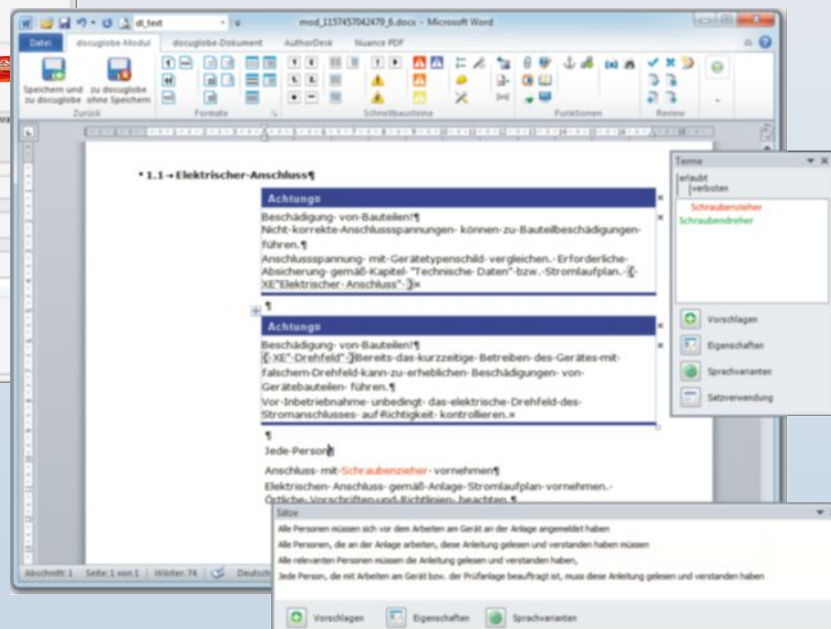 dl_text
mod_1157457042479_6.docx - Microsoft Word
Datei docuglobe-Modul docuglobe-Dokument AuthorDesk Nuance PDF
Speichern und zu docuglobe
zu docuglobe ohne Speichern
Zurück Formate Schnellbausteine Funktionen Review
1.1→Elektrischer·Anschluss¶
Achtung¤
Beschädigung· von·Bauteilen!¶
Nicht·korrekte·Anschlussspannungen· können·zu·Bauteilbeschädigungen·
führen.¶
Anschlussspannung· mit·Gerätetypenschild· vergleichen.· Erforderliche·
Absicherung· gemäß·Kapitel· "Technische· Daten"·bzw.·Stromlaufplan.·{·
XE"Elektrischer· Anschluss"·}¤
¶
Achtung¤
Beschädigung· von·Bauteilen!¶
{·XE"·Drehfeld"·}Bereits·das·kurzzeitige·Betreiben·des·Gerätes·mit·
falschem·Drehfeld·kann·zu·erheblichen· Beschädigungen· von·
Gerätebauteilen· führen.¶
Vor·Inbetriebnahme·unbedingt· das·elektrische·Drehfeld·des·
Stromanschlusses· auf·Richtigkeit· kontrollieren.¤
¶
Jede·Person¶
Anschluss· mit·Schraubenzieher· vornehmen¶
Elektrischen·Anschluss· gemäß·Anlage·Stromlaufplan·vornehmen.·
Örtliche·Vorschriften·und·Richtlinien· beachten.¶
Terme
erlaubt
verboten
Schraubenzieher
Schraubendreher
Vorschlagen
Eigenschaften
Sprachvarianten
Satzverwendung
Sätze
Alle Personen müssen sich vor dem Arbeiten am Gerät an der Anlage angemeldet haben
Alle Personen, die an der Anlage arbeiten, diese Anleitung gelesen und verstanden haben müssen
Alle relevanten Personen müssen die Anleitung gelesen und verstanden haben,
Jede Person, die mit Arbeiten am Gerät bzw. der Prüfanlage beauftragt ist, muss diese Anleitung gelesen und verstanden haben
Vorschlagen Eigenschaften Sprachvarianten
Abschnitt: 1 Seite: 1 von 1 Wörter: 74 Deutsch